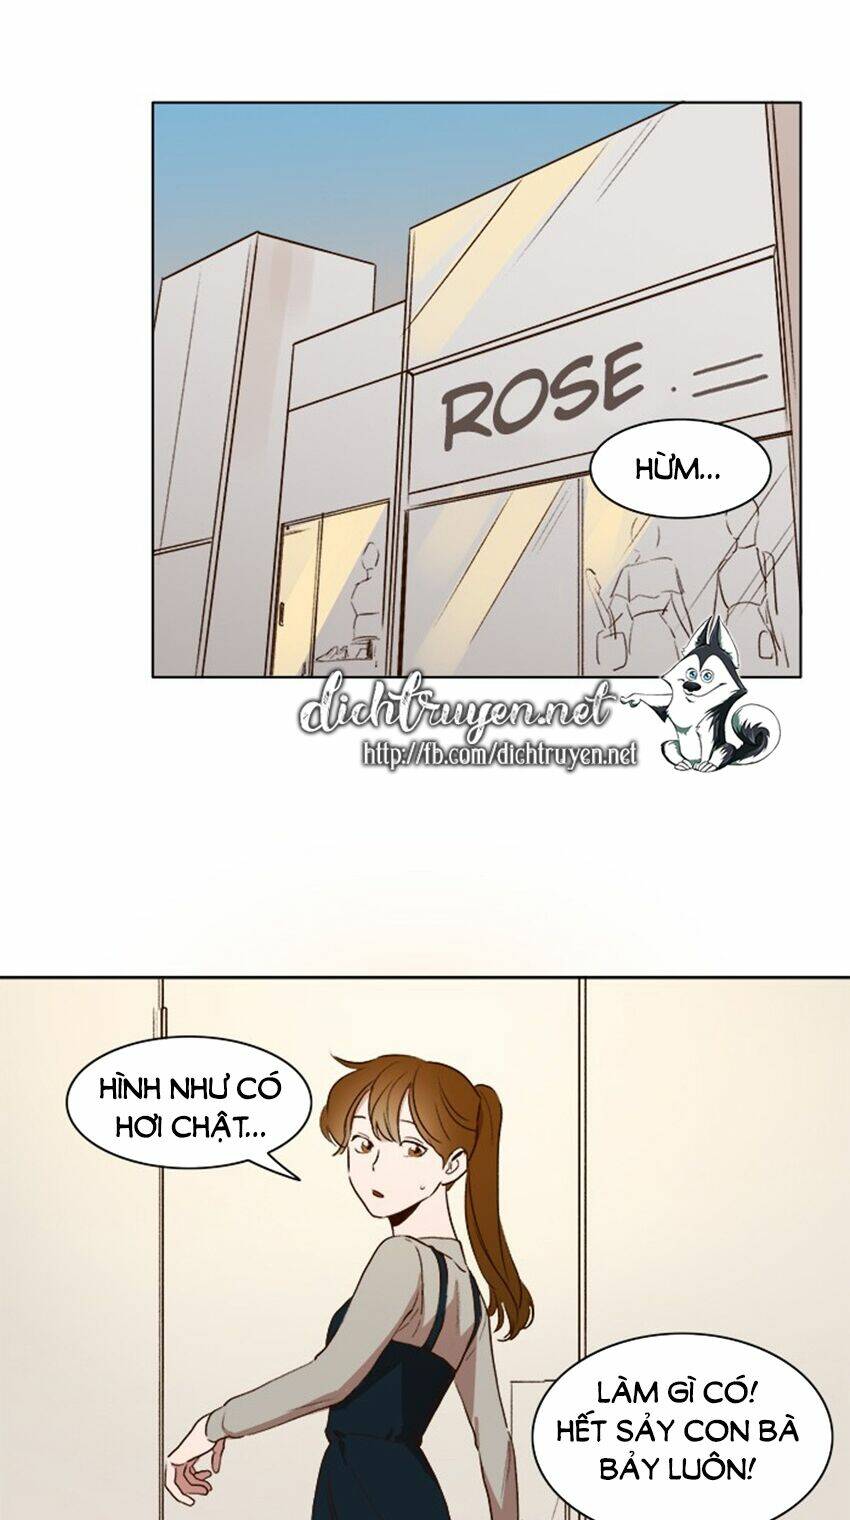 ROSE.
HỪM...
dichtruyen.net
http://fb.com/dichtruyen.net
HÌNH NHƯ CÓ
HƠI CHẬT...
LÀM GÌ CÓ!
HẾT SẢY CON BÀ
BẢY LUÔN!